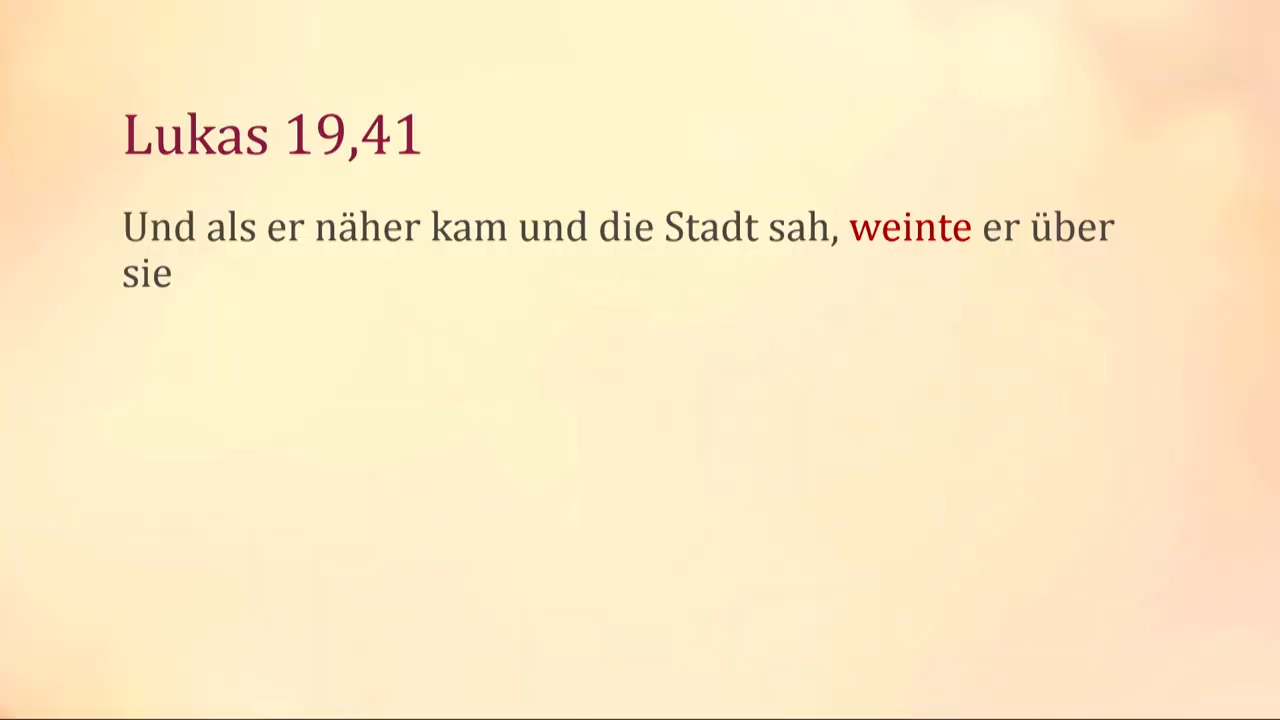 Lukas 19,41
Und als er näher kam und die Stadt sah, weinte er über
sie